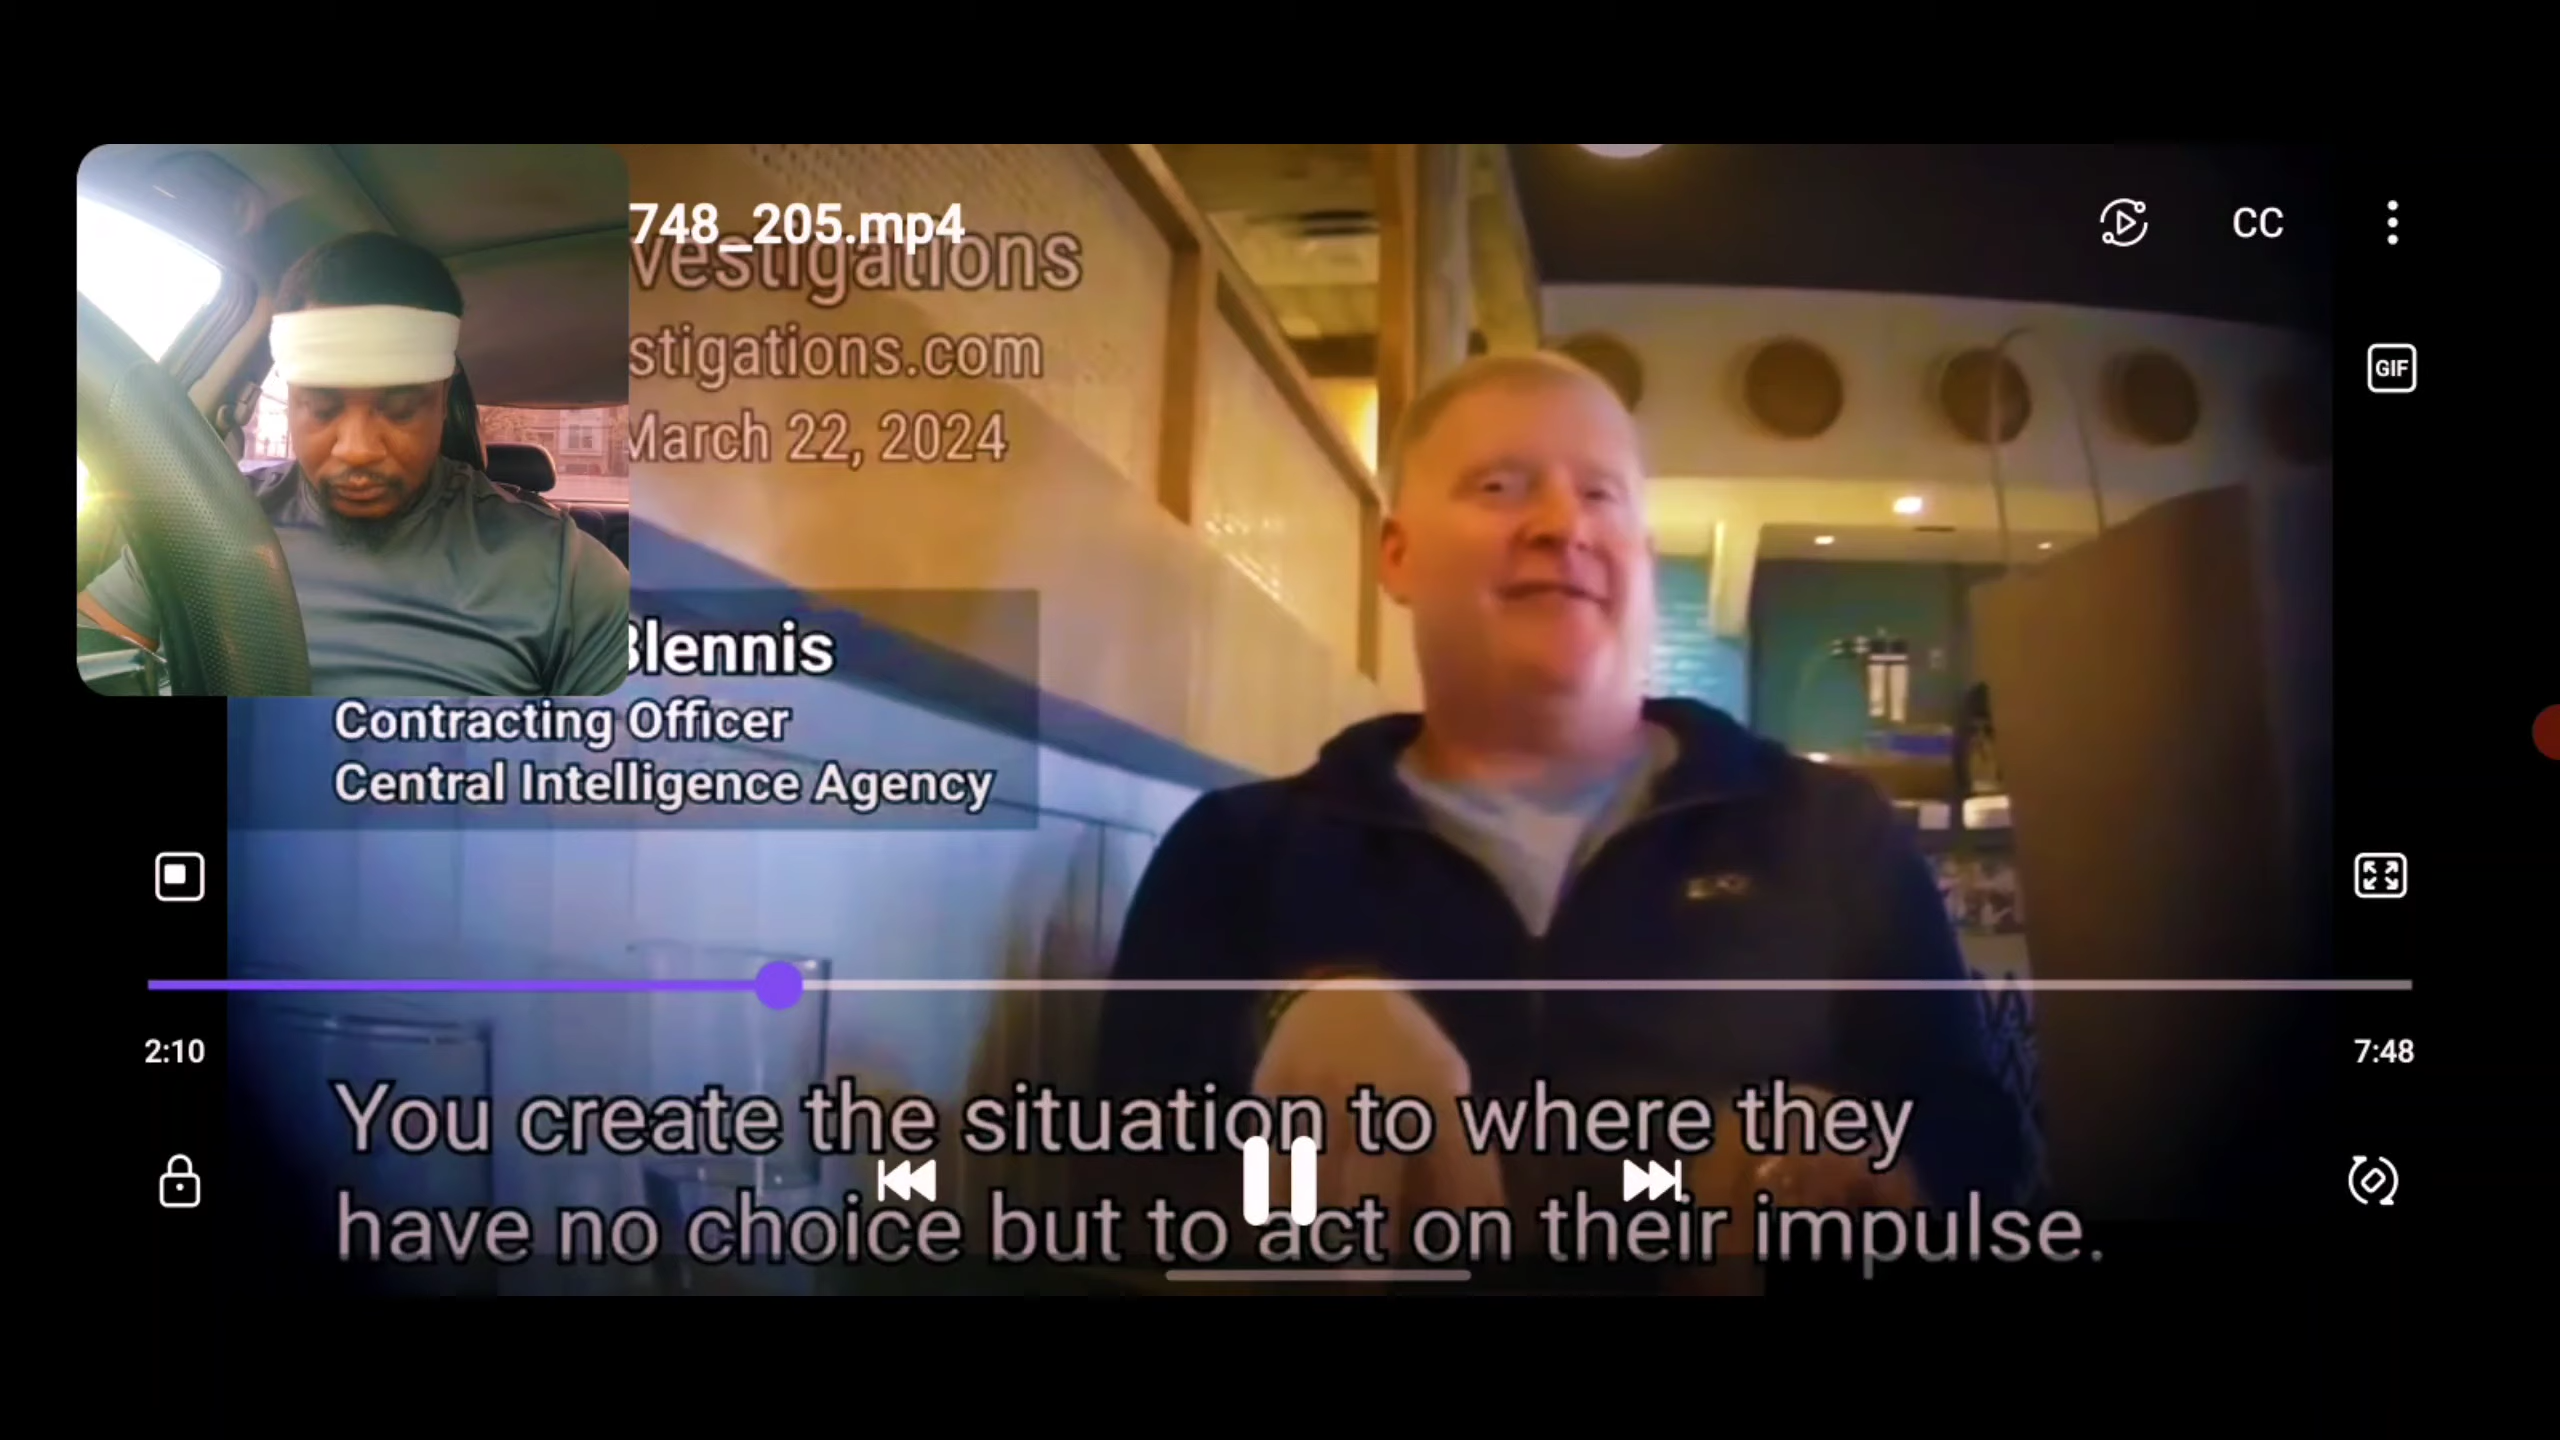 748_205.mp4
CC
vestigations
stigations.com
GIF
March 22, 2024
Blennis
Contracting Officer
Central Intelligence Agency
2:10
7:48
You create the situation to where they
have no choice but to act on their impulse.